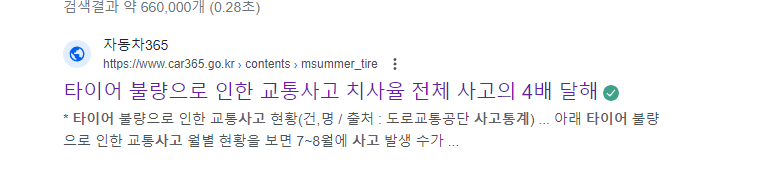 검색결과 약 660,000개 (0.28초)
자동차365
https://www.car365.go.kr › contents › msummer_tire
타이어 불량으로 인한 교통사고 치사율 전체 사고의 4배 달해
* 타이어 불량으로 인한 교통사고 현황(건,명 / 출처 : 도로교통공단 사고통계) ... 아래 타이어 불량
으로 인한 교통사고 월별 현황을 보면 7~8월에 사고 발생 수가 ...